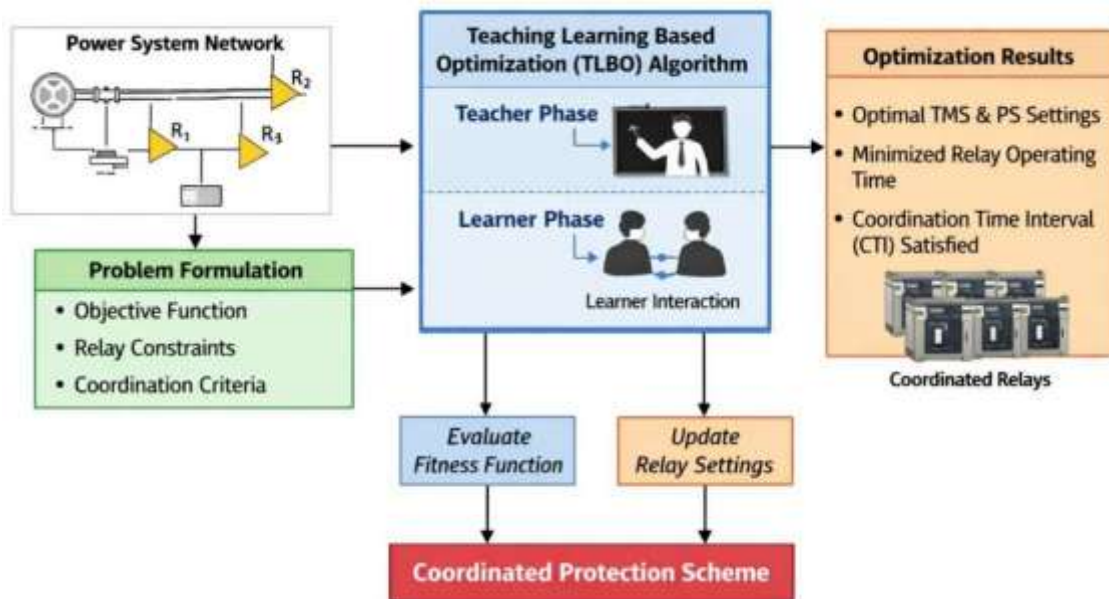 Power System Network
R2
R1
R3
Problem Formulation
• Objective Function
• Relay Constraints
• Coordination Criteria
Teaching Learning Based
Optimization (TLBO) Algorithm
Teacher Phase
Learner Phase
Learner Interaction
Evaluate
Fitness Function
Update
Relay Settings
Coordinated Protection Scheme
Optimization Results
• Optimal TMS & PS Settings
• Minimized Relay Operating
Time
• Coordination Time Interval
(CTI) Satisfied
Coordinated Relays